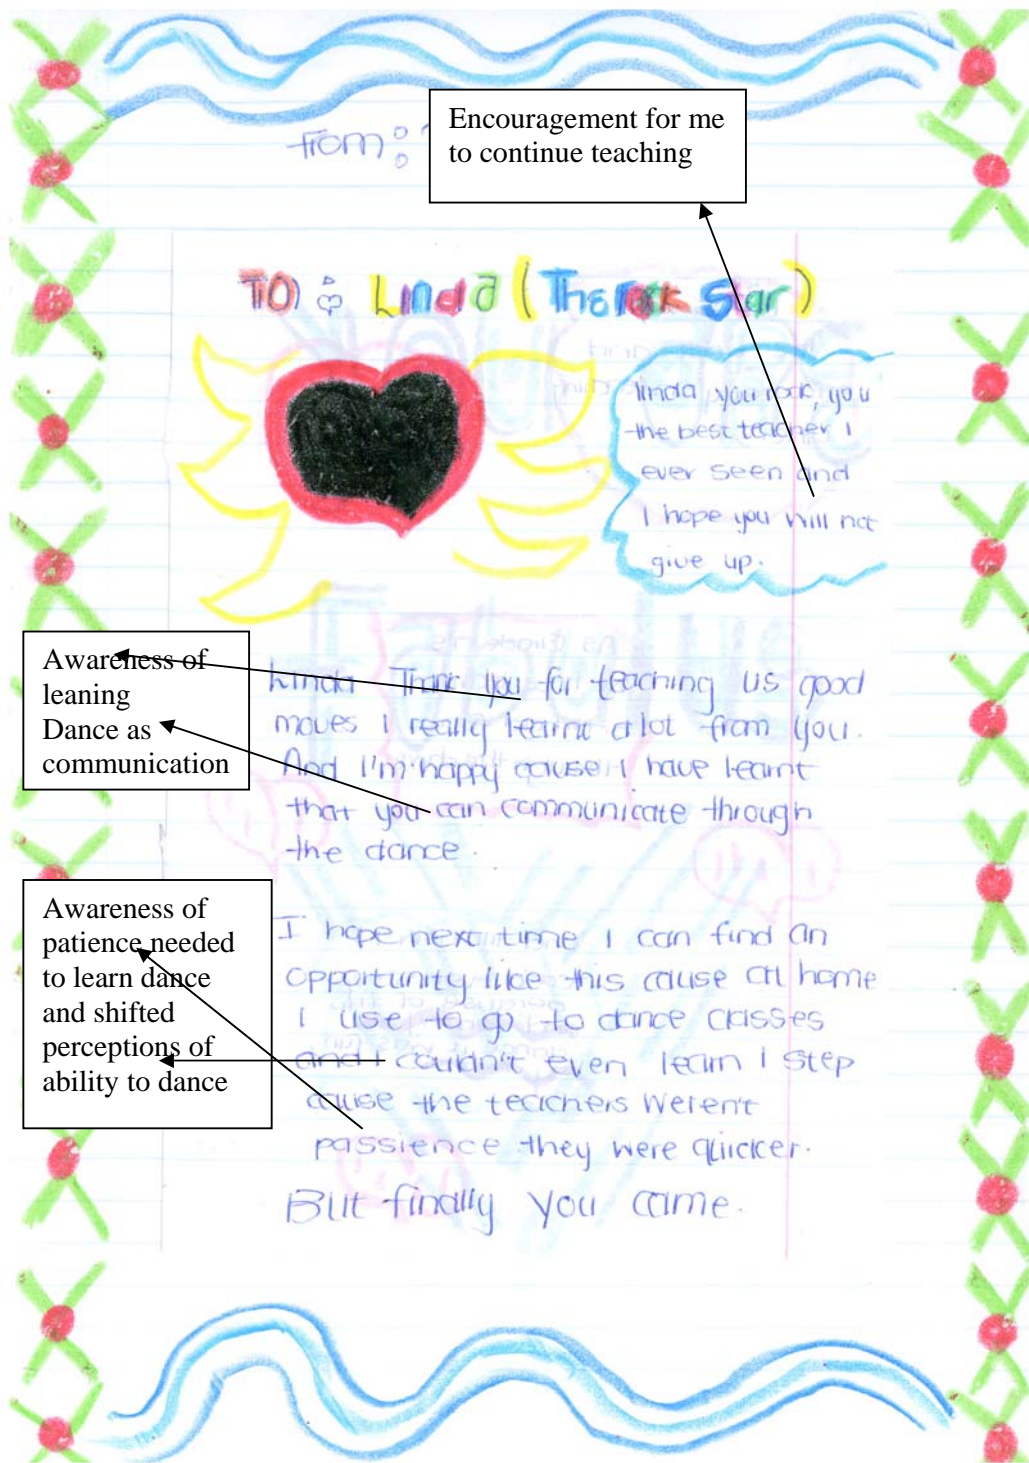 from:
Encouragement for me
to continue teaching
TO: Linda (The rock Star)
linda you rock, you
the best teacher I
ever seen and
I hope you will not
give up.
Awareness of
leaning
Dance as
communication
Linda Thank you for teaching us good
moves I really learnt alot from you.
And I'm happy cause I have learnt
that you can communicate through
the dance.
Awareness of
patience needed
to learn dance
and shifted
perceptions of
ability to dance
I hope next time I can find an
opportunity like this cause at home
I use to go to dance classes
and I couldn't even learn 1 step
cause the teachers weren't
passience they were quicker.
But finally you came.